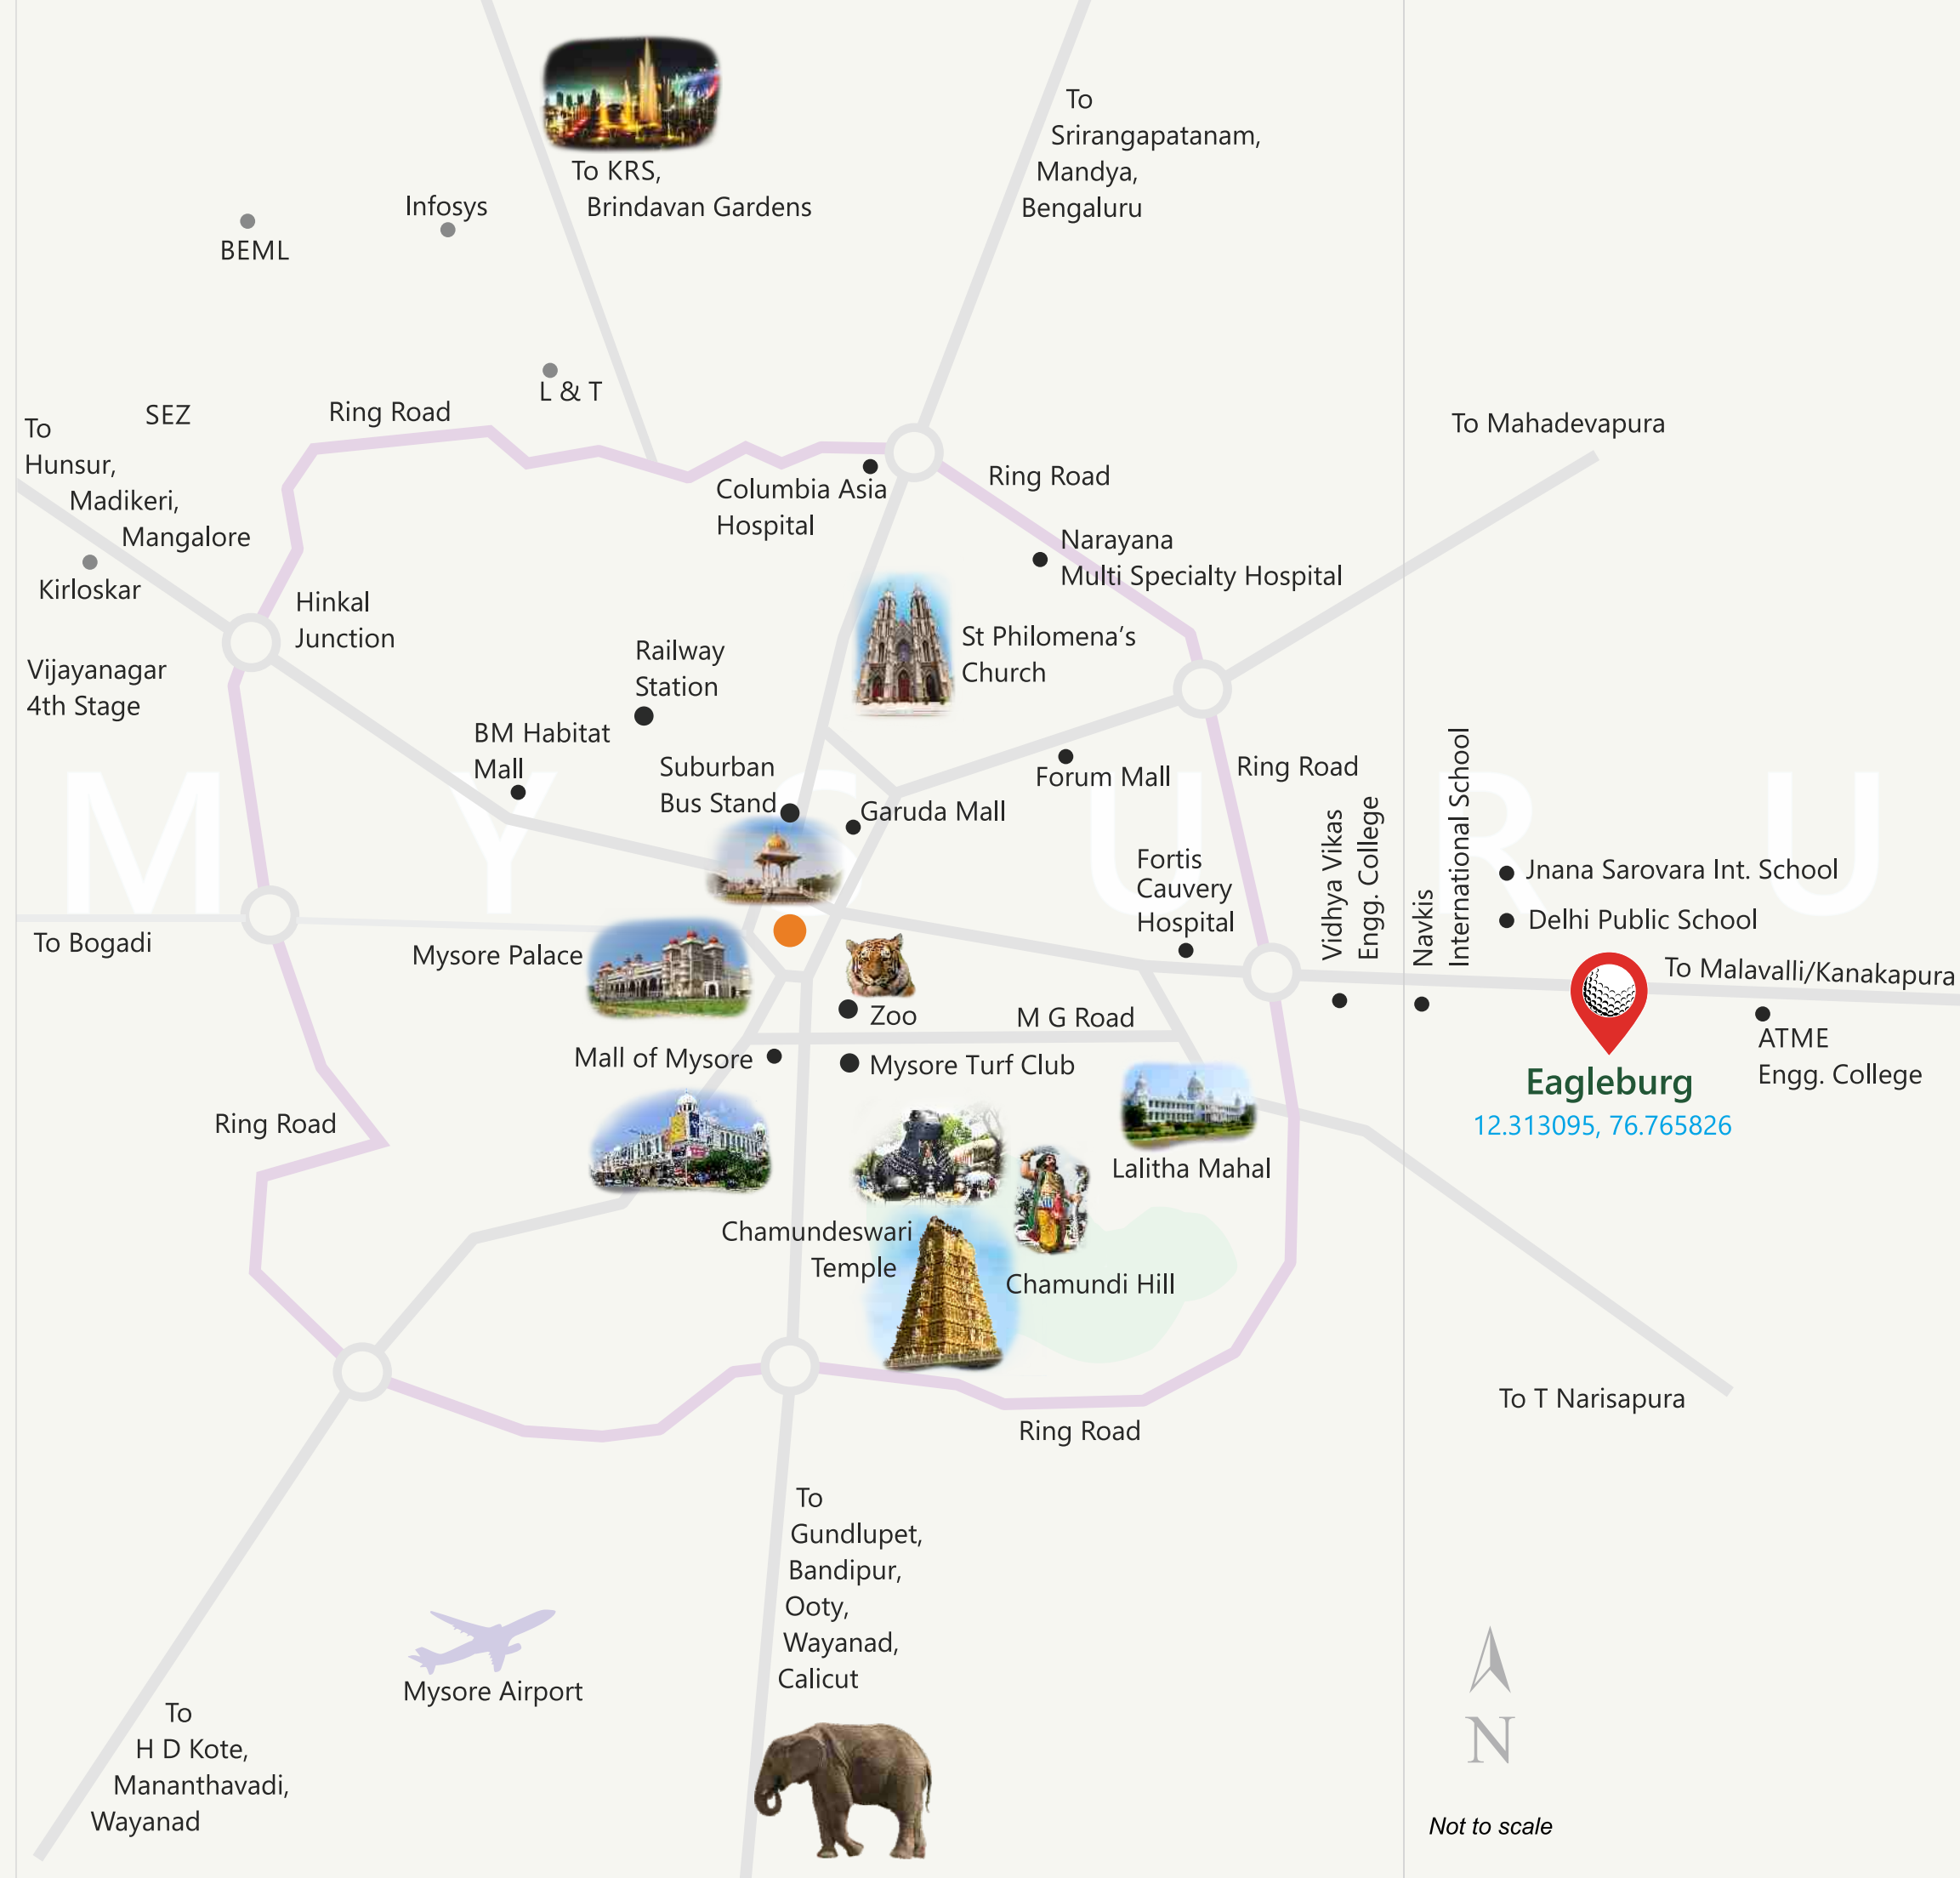 To KRS,
Brindavan Gardens
To
Srirangapatanam,
Mandya,
Bengaluru
Infosys
BEML
L & T
SEZ
Ring Road
To
Hunsur,
Madikeri,
Mangalore
Kirloskar
Hinkal
Junction
Vijayanagar
4th Stage
Columbia Asia
Hospital
Ring Road
To Mahadevapura
Narayana
Multi Specialty Hospital
St Philomena’s
Church
Railway
Station
BM Habitat
Mall
Suburban
Bus Stand
Garuda Mall
Forum Mall
Ring Road
MYSURU
Fortis
Cauvery
Hospital
Vidhya Vikas
Engg. College
Navkis
International School
Jnana Sarovara Int. School
Delhi Public School
To Malavalli/Kanakapura
To Bogadi
Mysore Palace
Zoo
M G Road
Mall of Mysore
Mysore Turf Club
ATME
Engg. College
Eagleburg
12.313095, 76.765826
Ring Road
Lalitha Mahal
Chamundeswari
Temple
Chamundi Hill
To T Narisapura
Ring Road
To
Gundlupet,
Bandipur,
Ooty,
Wayanad,
Calicut
Mysore Airport
To
H D Kote,
Mananthavadi,
Wayanad
N
Not to scale